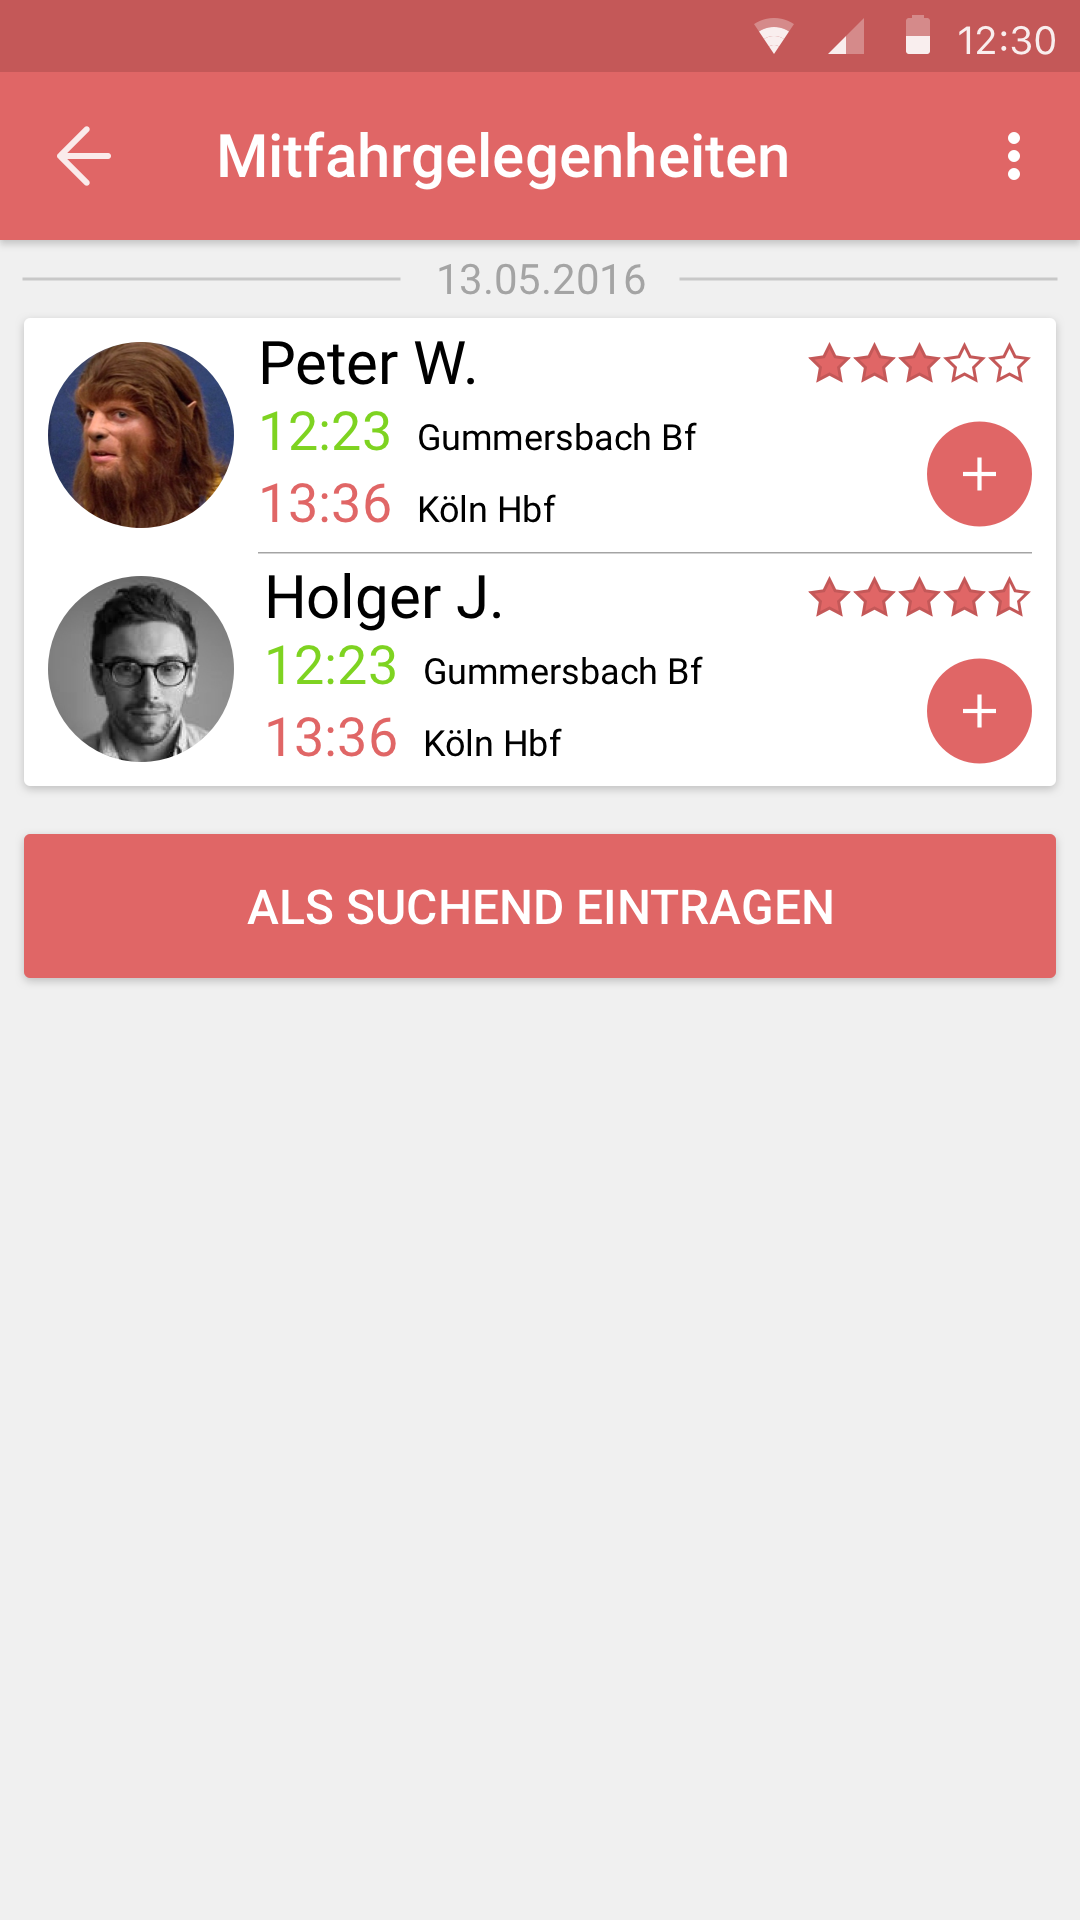 12:30
Mitfahrgelegenheiten
13.05.2016
Peter W.
12:23 Gummersbach Bf
13:36 Köln Hbf
Holger J.
12:23 Gummersbach Bf
13:36 Köln Hbf
ALS SUCHEND EINTRAGEN